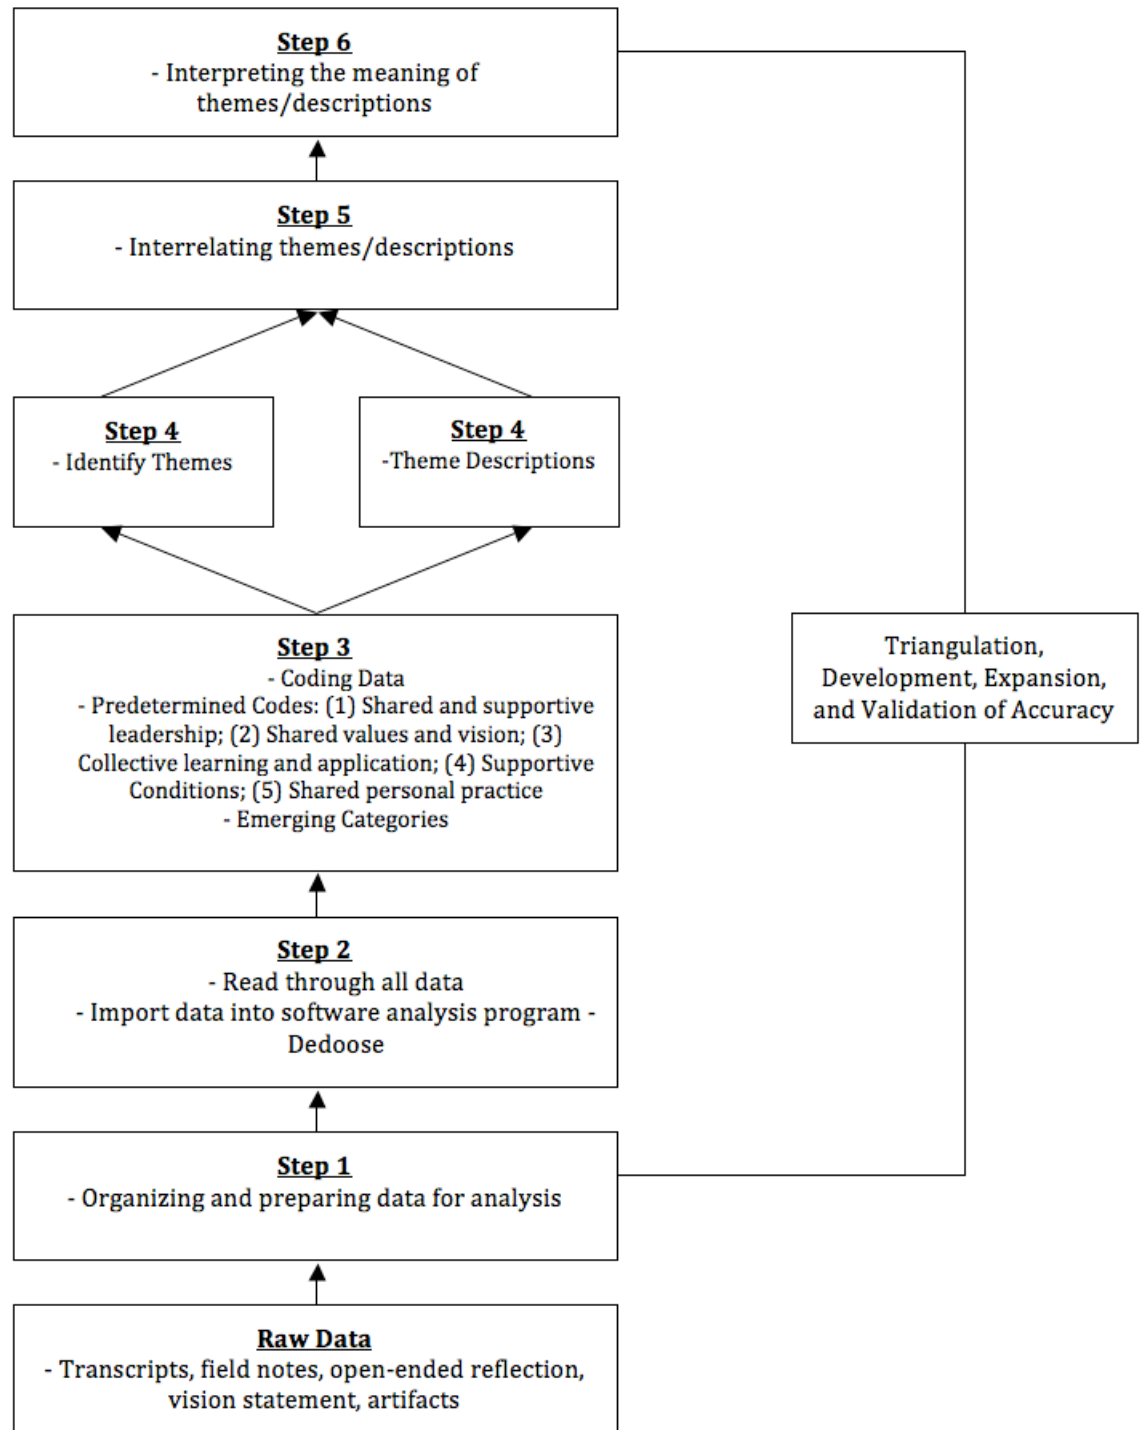 Step 6
- Interpreting the meaning of
themes/descriptions
Step 5
- Interrelating themes/descriptions
Step 4
- Identify Themes
Step 4
-Theme Descriptions
Step 3
- Coding Data
- Predetermined Codes: (1) Shared and supportive
leadership; (2) Shared values and vision; (3)
Collective learning and application; (4) Supportive
Conditions; (5) Shared personal practice
- Emerging Categories
Triangulation,
Development, Expansion,
and Validation of Accuracy
Step 2
- Read through all data
- Import data into software analysis program -
Dedoose
Step 1
- Organizing and preparing data for analysis
Raw Data
- Transcripts, field notes, open-ended reflection,
vision statement, artifacts